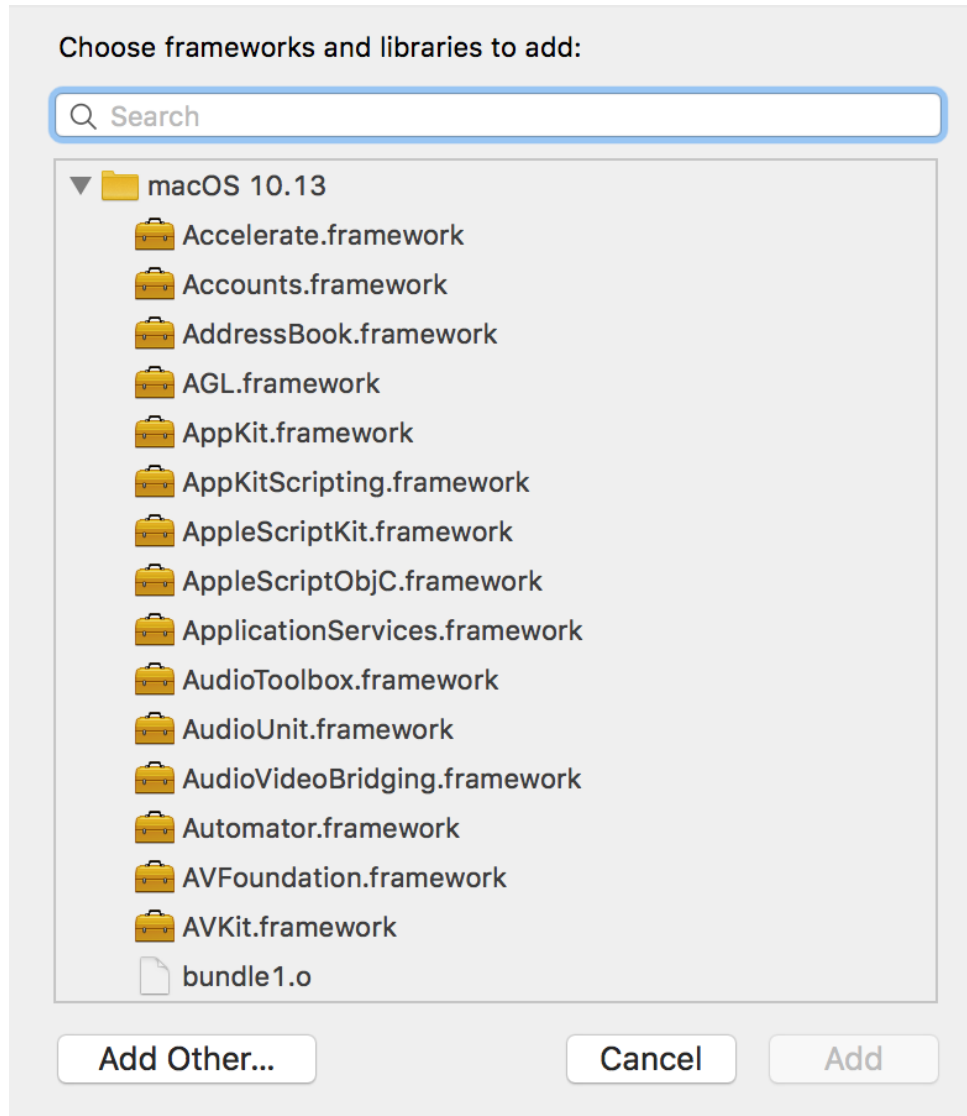 Choose frameworks and libraries to add:
Search
macOS 10.13
Accelerate.framework
Accounts.framework
AddressBook.framework
AGL.framework
AppKit.framework
AppKitScripting.framework
AppleScriptKit.framework
AppleScriptObjC.framework
ApplicationServices.framework
AudioToolbox.framework
AudioUnit.framework
AudioVideoBridging.framework
Automator.framework
AVFoundation.framework
AVKit.framework
bundle1.o
Add Other... Cancel Add